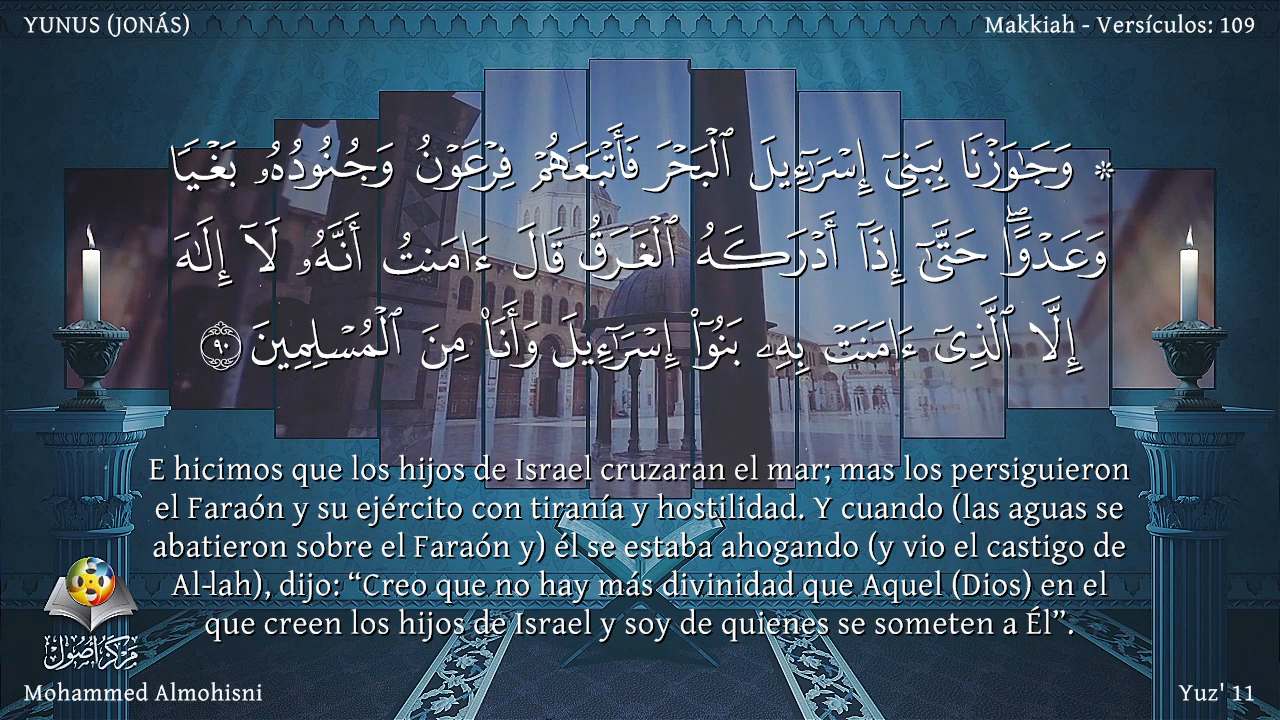 YUNUS (JONÁS)
Makkiah - Versículos: 109
۞ وَجَٰوَزْنَا بِبَنِىٓ إِسْرَٰٓءِيلَ ٱلْبَحْرَ فَأَتْبَعَهُمْ فِرْعَوْنُ وَجُنُودُهُۥ بَغْيًا
وَعَدْوًا ۖ حَتَّىٰٓ إِذَآ أَدْرَكَهُ ٱلْغَرَقُ قَالَ ءَامَنتُ أَنَّهُۥ لَآ إِلَٰهَ
إِلَّا ٱلَّذِىٓ ءَامَنَتْ بِهِۦ بَنُوٓا۟ إِسْرَٰٓءِيلَ وَأَنَا۠ مِنَ ٱلْمُسْلِمِينَ ٩٠
E hicimos que los hijos de Israel cruzaran el mar; mas los persiguieron
el Faraón y su ejército con tiranía y hostilidad. Y cuando (las aguas se
abatieron sobre el Faraón y) él se estaba ahogando (y vio el castigo de
Al-lah), dijo: “Creo que no hay más divinidad que Aquel (Dios) en el
que creen los hijos de Israel y soy de quienes se someten a Él”.
مركز أصول
Mohammed Almohisni
Yuz' 11